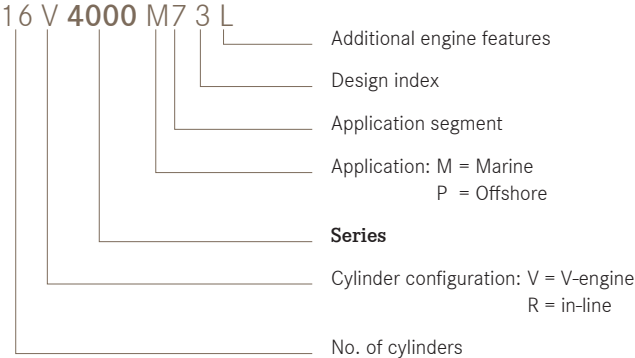 16 V 4000 M7 3 L
Additional engine features
Design index
Application segment
Application: M = Marine
P = Offshore
Series
Cylinder configuration: V = V-engine
R = in-line
No. of cylinders